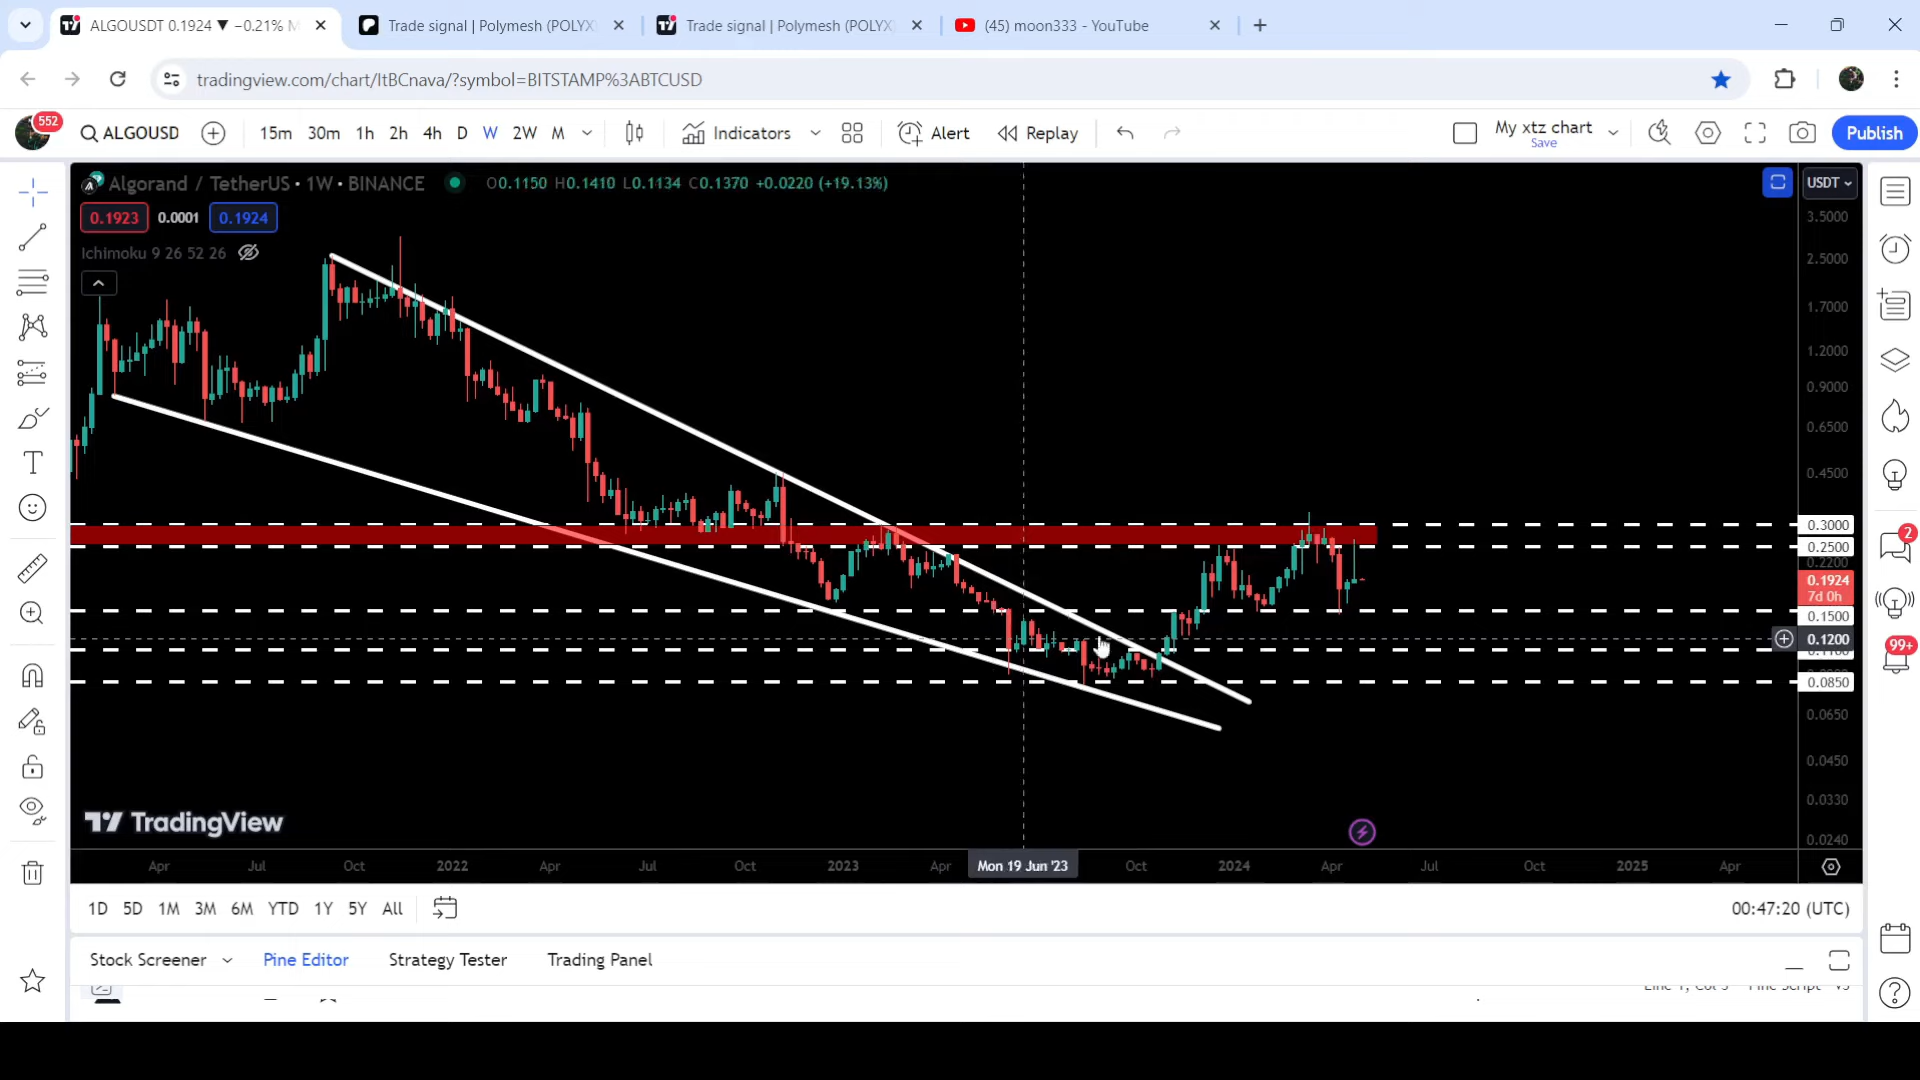 ALGOUSDT 0.1924 ▼ −0.21% M
Trade signal | Polymesh (POLYX
Trade signal | Polymesh (POLYX
(45) moon333 - YouTube
tradingview.com/chart/ItBCnava/?symbol=BITSTAMP%3ABTCUSD
552
ALGOUSD
15m 30m 1h 2h 4h D W 2W M
Indicators
Alert
Replay
My xtz chart
Save
Publish
Algorand / TetherUS • 1W • BINANCE
O0.1150 H0.1410 L0.1134 C0.1370 +0.0220 (+19.13%)
USDT
0.1923 0.0001 0.1924
Ichimoku 9 26 52 26
3.5000
2.5000
1.7000
1.2000
0.9000
0.6500
0.4500
0.3000
0.2500
0.2200
0.1924
7d 0h
0.1500
0.1200
0.0850
0.0650
0.0450
0.0330
0.0240
2
99+
TradingView
Apr Jul Oct 2022 Apr Jul Oct 2023 Apr Mon 19 Jun '23 Oct 2024 Apr Jul Oct 2025 Apr
1D 5D 1M 3M 6M YTD 1Y 5Y All
00:47:20 (UTC)
Stock Screener Pine Editor Strategy Tester Trading Panel